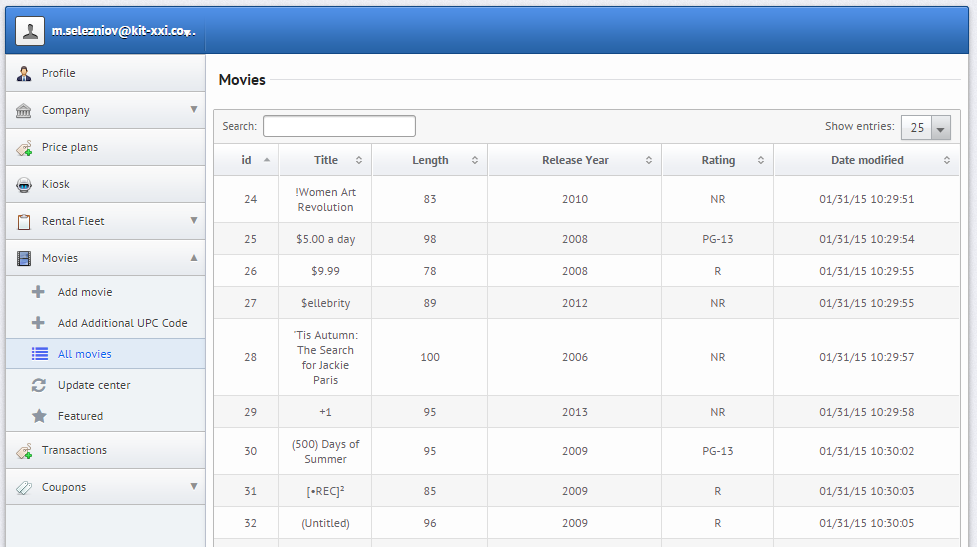 m.selezniov@kit-xxi.co...
Profile
Company
Price plans
Kiosk
Rental Fleet
Movies
Add movie
Add Additional UPC Code
All movies
Update center
Featured
Transactions
Coupons
Movies
Search: Show entries: 25
id Title Length Release Year Rating Date modified
24 !Women Art Revolution 83 2010 NR 01/31/15 10:29:51
25 $5.00 a day 98 2008 PG-13 01/31/15 10:29:54
26 $9.99 78 2008 R 01/31/15 10:29:55
27 $ellebrity 89 2012 NR 01/31/15 10:29:55
28 'Tis Autumn: The Search for Jackie Paris 100 2006 NR 01/31/15 10:29:57
29 +1 95 2013 NR 01/31/15 10:29:58
30 (500) Days of Summer 95 2009 PG-13 01/31/15 10:30:02
31 [•REC]² 85 2009 R 01/31/15 10:30:03
32 (Untitled) 96 2009 R 01/31/15 10:30:05